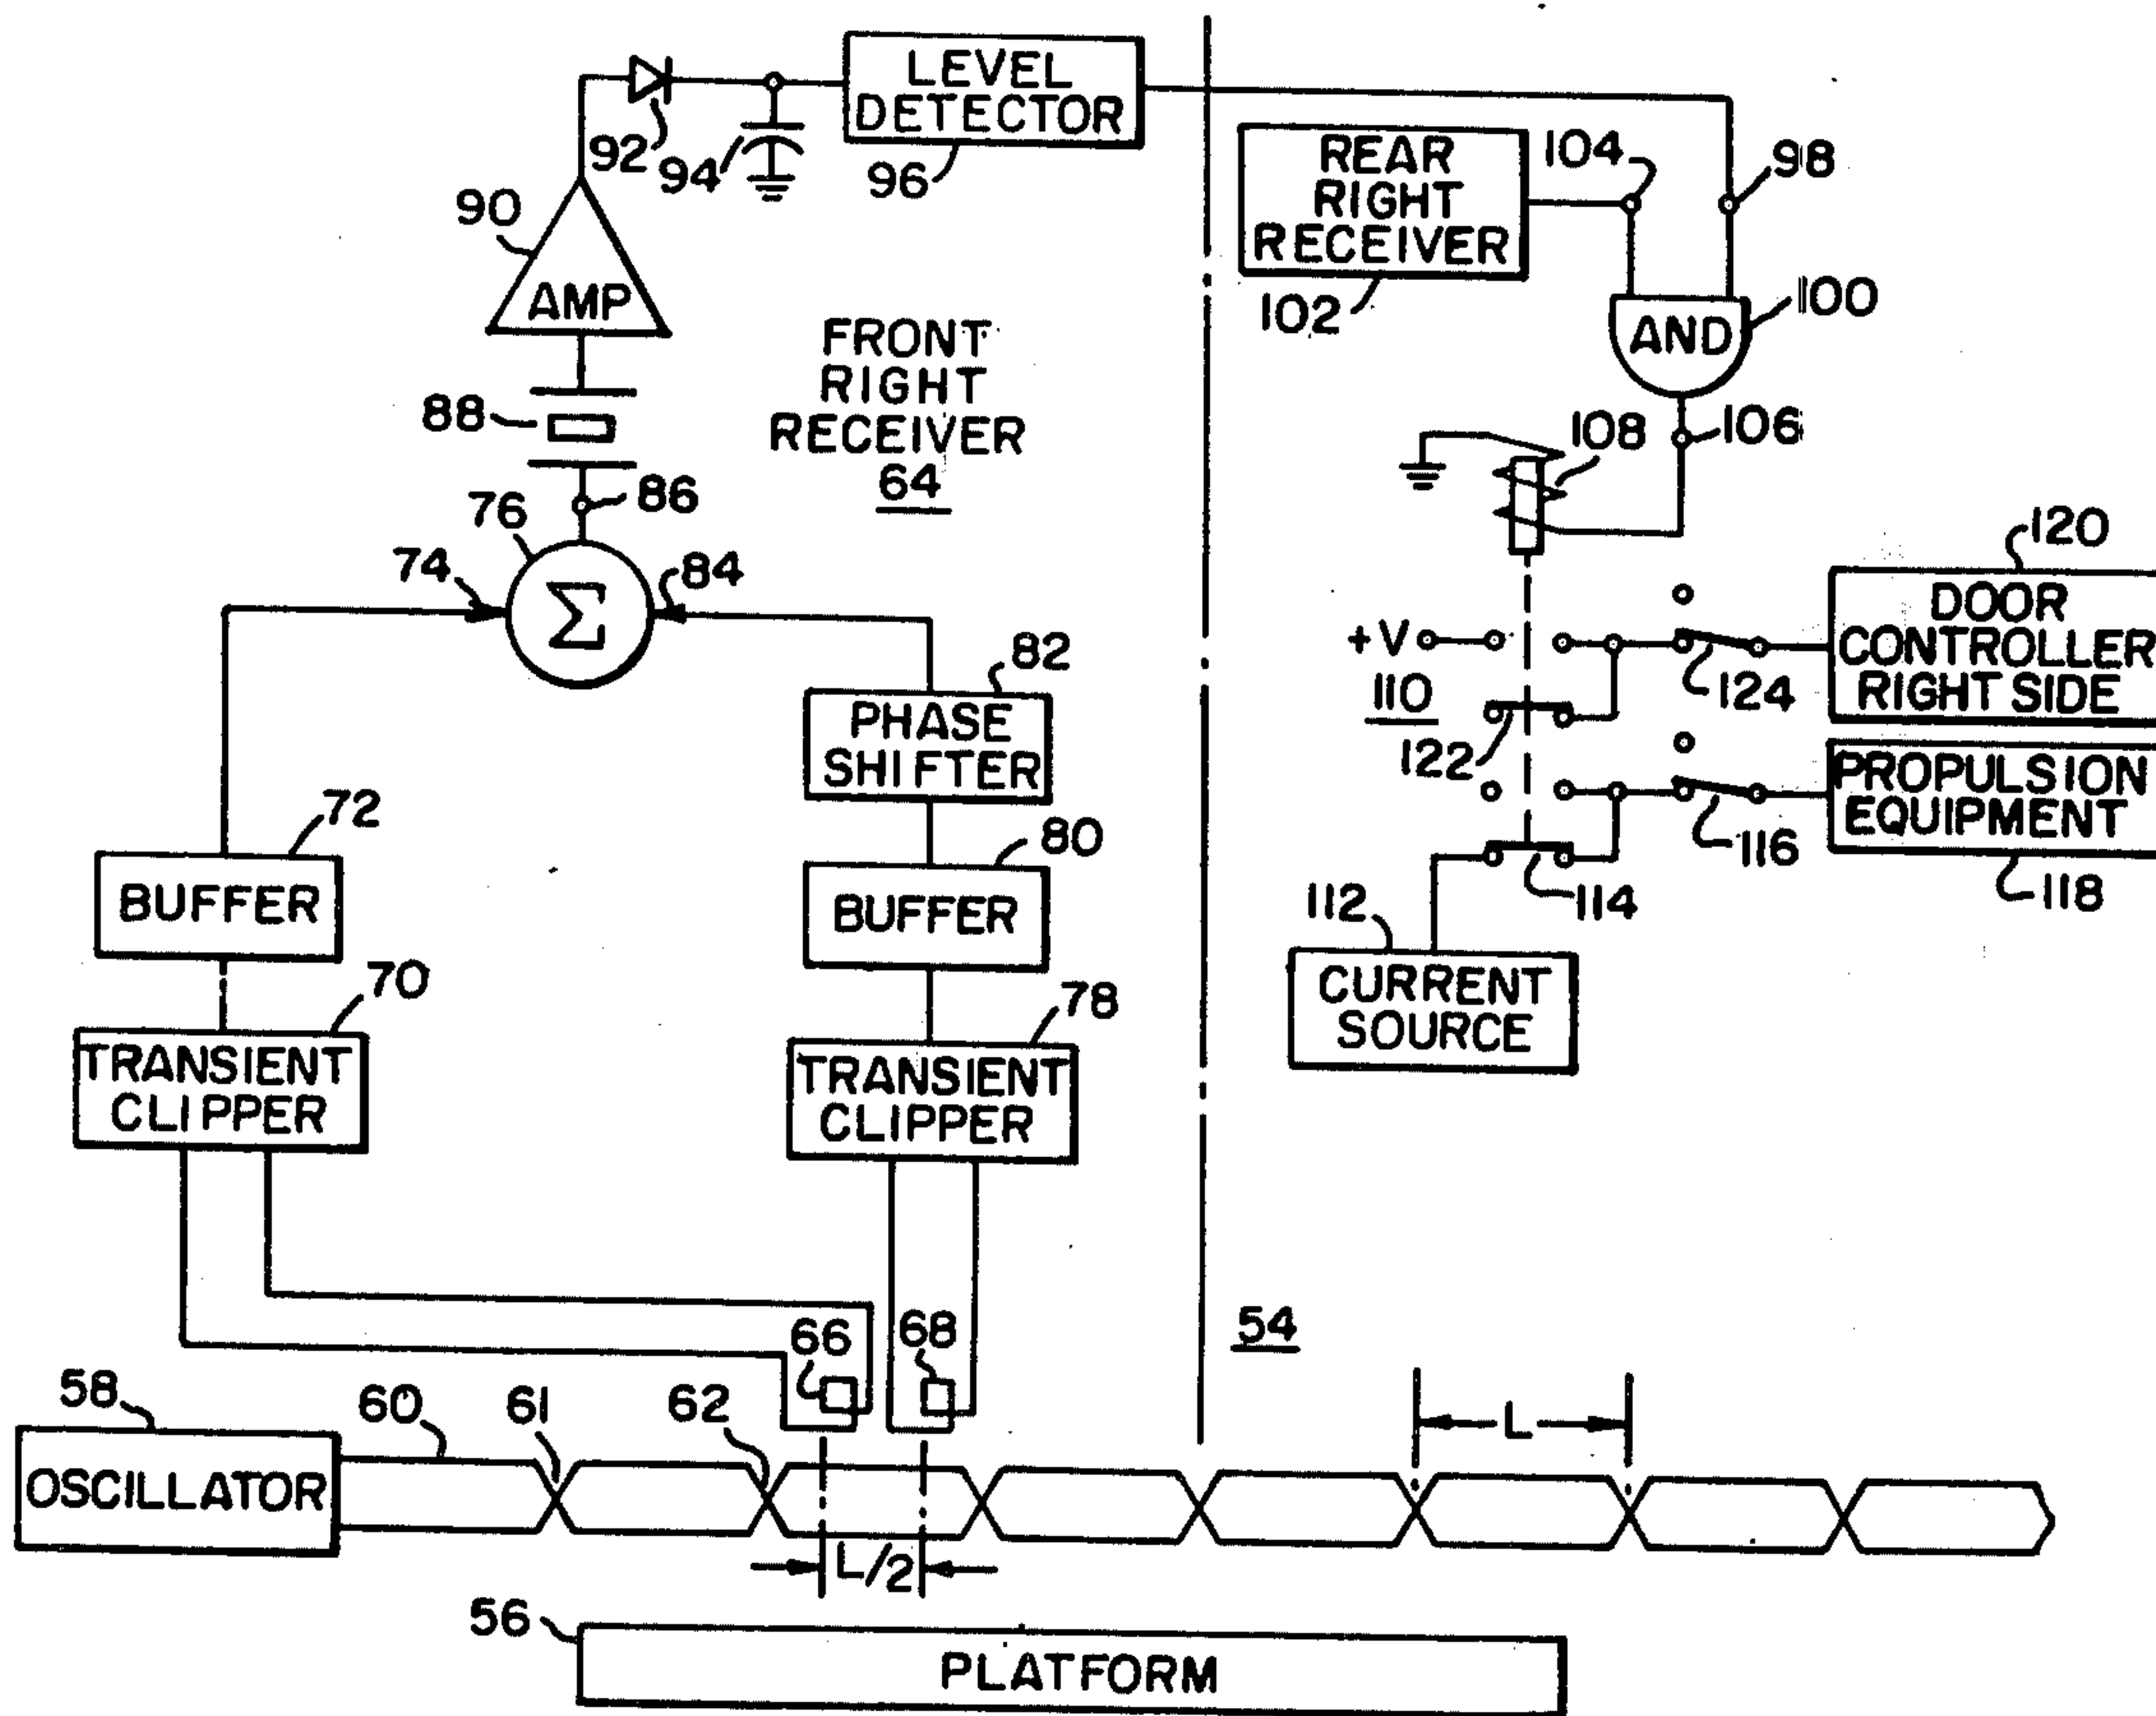 LEVEL
DETECTOR
92
94
96
REAR
RIGHT
RECEIVER
102
104
98
90
AMP
100
AND
FRONT
RIGHT
RECEIVER
64
88
86
76
74
84
Σ
108
106
120
+V
110
122
124
DOOR
CONTROLLER
RIGHT SIDE
82
PHASE
SHIFTER
PROPULSION
EQUIPMENT
116
118
114
112
CURRENT
SOURCE
72
BUFFER
80
BUFFER
70
TRANSIENT
CLIPPER
78
TRANSIENT
CLIPPER
66
68
54
58
60
61
62
L
OSCILLATOR
L/2
56
PLATFORM